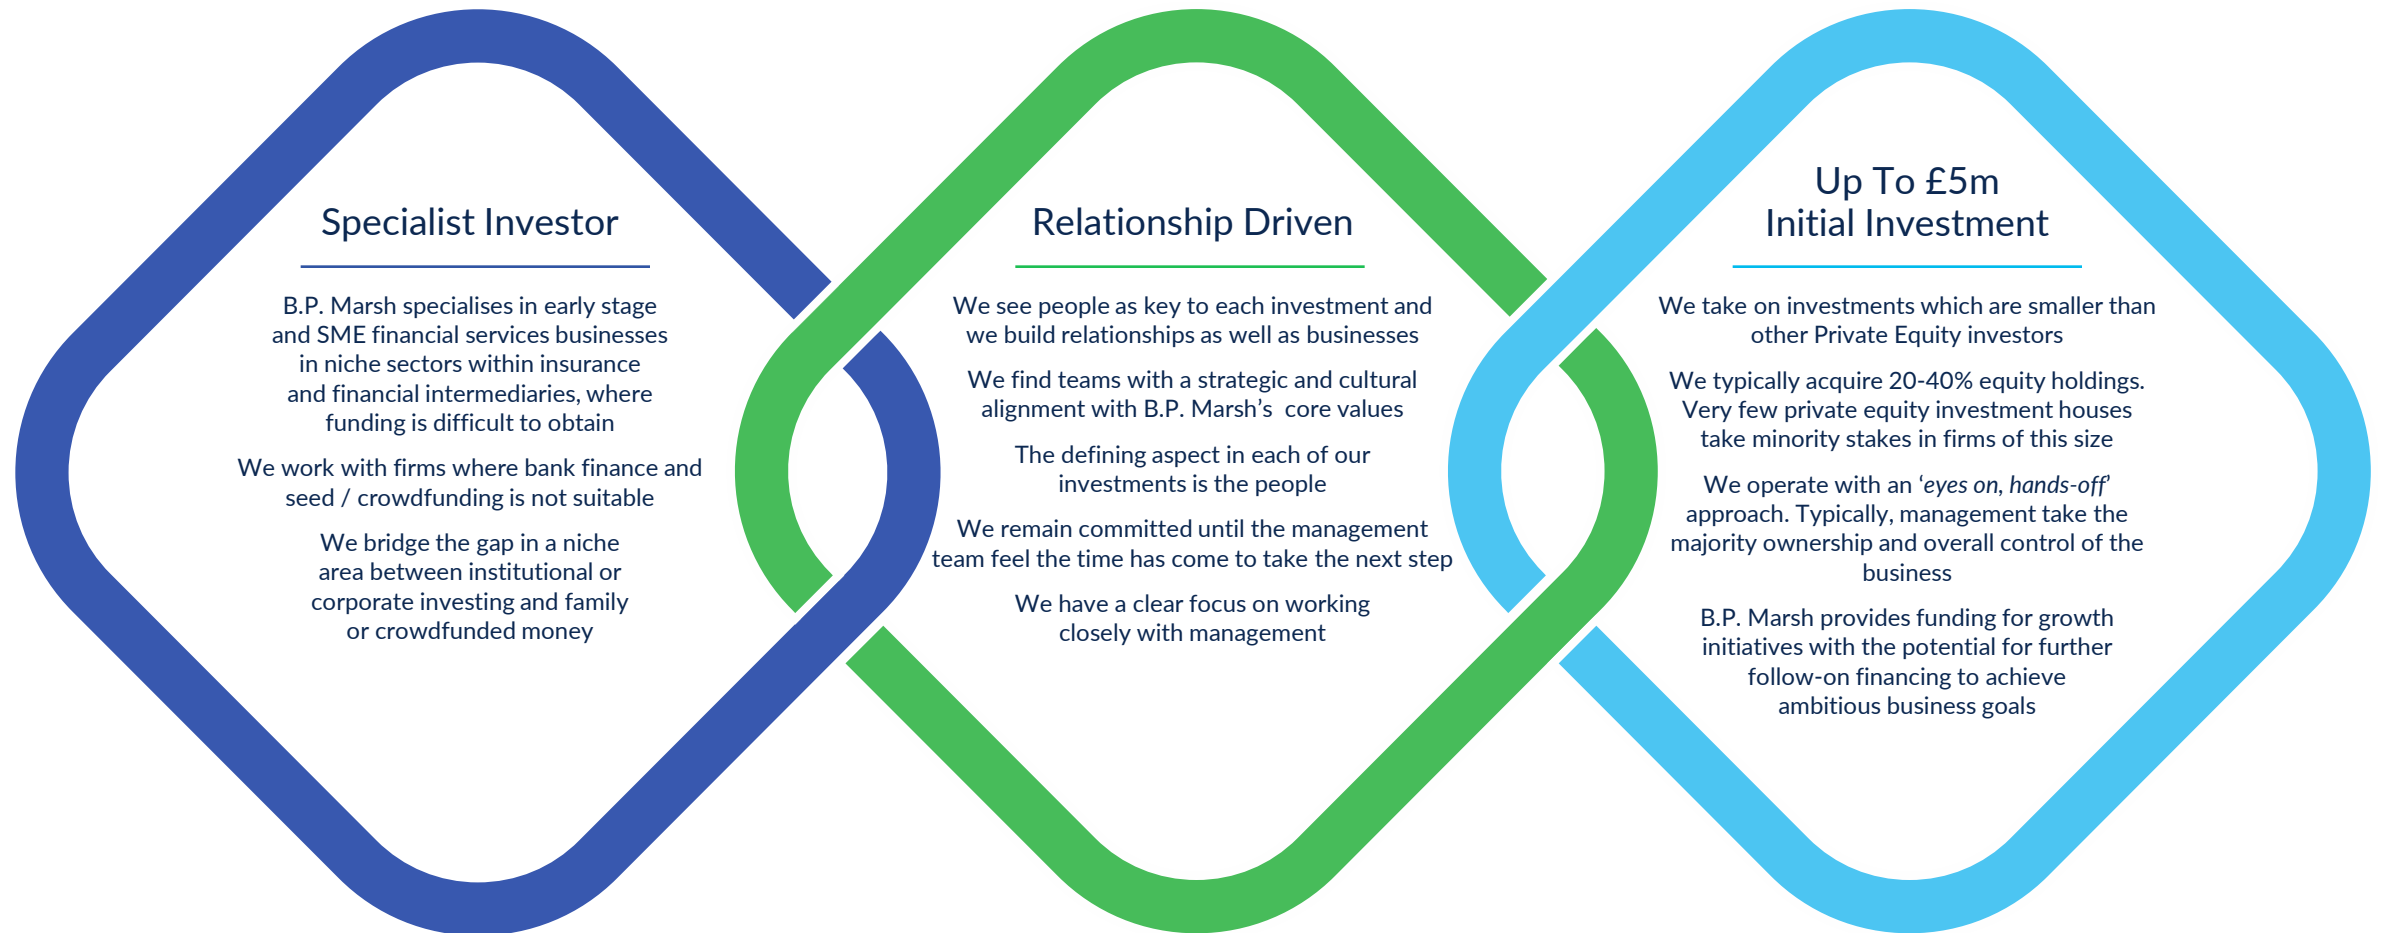 Specialist Investor
B.P. Marsh specialises in early stage
and SME financial services businesses
in niche sectors within insurance
and financial intermediaries, where
funding is difficult to obtain
We work with firms where bank finance and
seed / crowdfunding is not suitable
We bridge the gap in a niche
area between institutional or
corporate investing and family
or crowdfunded money
Relationship Driven
We see people as key to each investment and
we build relationships as well as businesses
We find teams with a strategic and cultural
alignment with B.P. Marsh’s  core values
The defining aspect in each of our
investments is the people
We remain committed until the management
team feel the time has come to take the next step
We have a clear focus on working
closely with management
Up To £5m
Initial Investment
We take on investments which are smaller than
other Private Equity investors
We typically acquire 20-40% equity holdings.
Very few private equity investment houses
take minority stakes in firms of this size
We operate with an ‘eyes on, hands-off’
approach. Typically, management take the
majority ownership and overall control of the
business
B.P. Marsh provides funding for growth
initiatives with the potential for further
follow-on financing to achieve
ambitious business goals